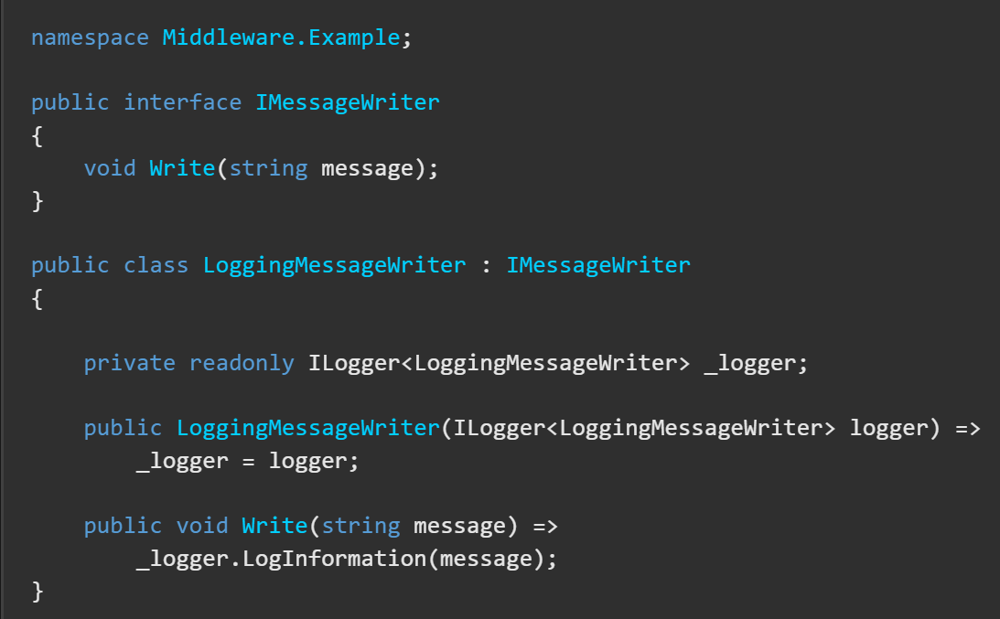 namespace Middleware.Example;

public interface IMessageWriter
{
    void Write(string message);
}

public class LoggingMessageWriter : IMessageWriter
{

    private readonly ILogger<LoggingMessageWriter> _logger;

    public LoggingMessageWriter(ILogger<LoggingMessageWriter> logger) =>
        _logger = logger;

    public void Write(string message) =>
        _logger.LogInformation(message);
}